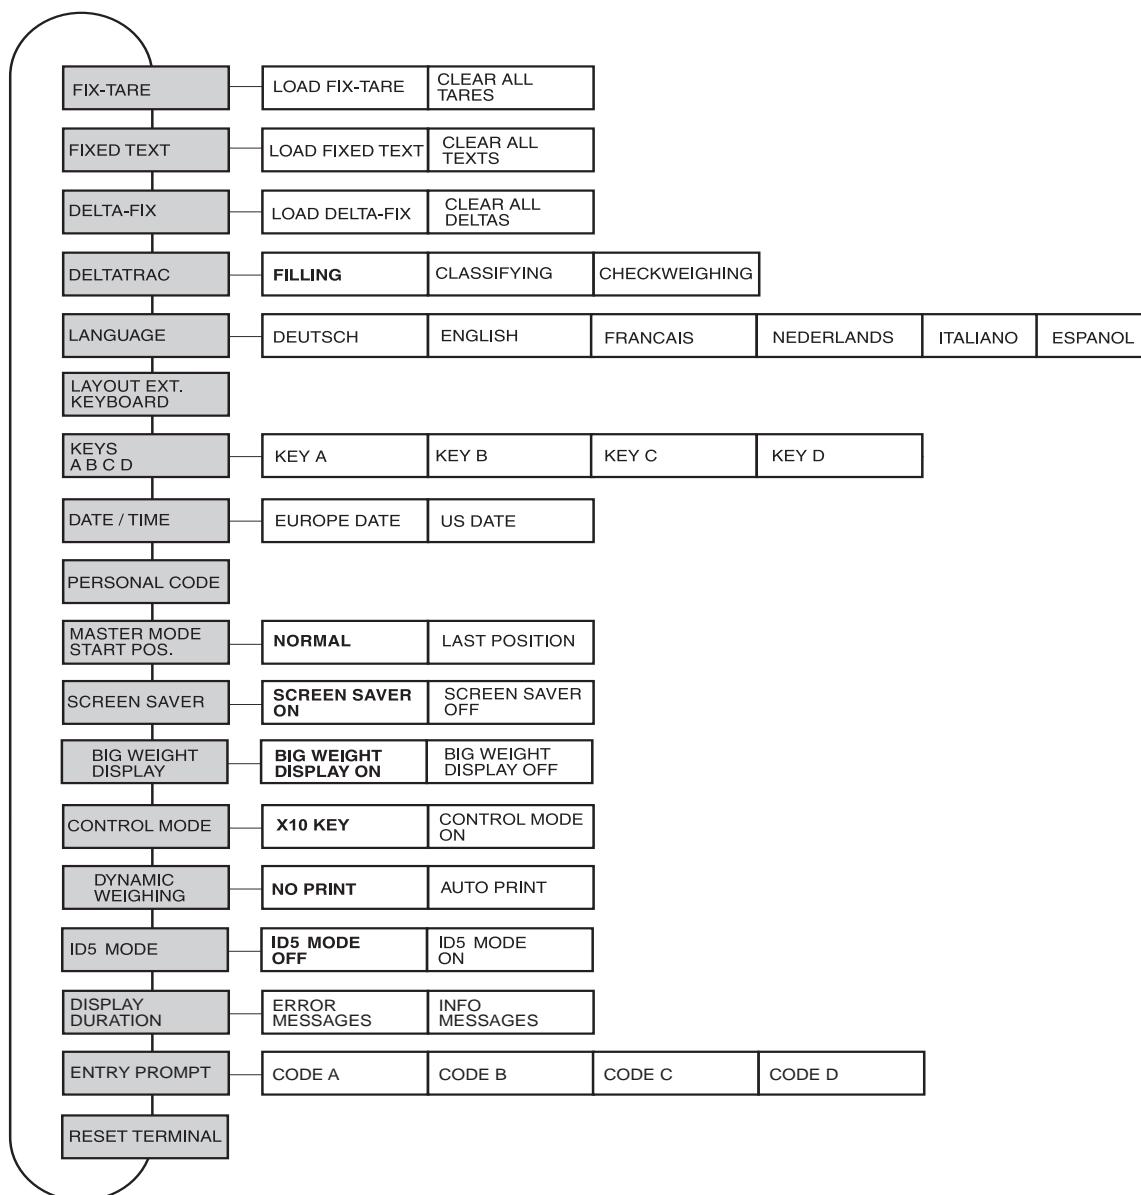 FIX-TARE
LOAD FIX-TARE
CLEAR ALL
TARES
FIXED TEXT
LOAD FIXED TEXT
CLEAR ALL
TEXTS
DELTA-FIX
LOAD DELTA-FIX
CLEAR ALL
DELTAS
DELTATRAC
FILLING
CLASSIFYING
CHECKWEIGHING
LANGUAGE
DEUTSCH
ENGLISH
FRANCAIS
NEDERLANDS
ITALIANO
ESPANOL
LAYOUT EXT.
KEYBOARD
KEYS
A B C D
KEY A
KEY B
KEY C
KEY D
DATE / TIME
EUROPE DATE
US DATE
PERSONAL CODE
MASTER MODE
START POS.
NORMAL
LAST POSITION
SCREEN SAVER
SCREEN SAVER
ON
SCREEN SAVER
OFF
BIG WEIGHT
DISPLAY
BIG WEIGHT
DISPLAY ON
BIG WEIGHT
DISPLAY OFF
CONTROL MODE
X10 KEY
CONTROL MODE
ON
DYNAMIC
WEIGHING
NO PRINT
AUTO PRINT
ID5 MODE
ID5 MODE
OFF
ID5 MODE
ON
DISPLAY
DURATION
ERROR
MESSAGES
INFO
MESSAGES
ENTRY PROMPT
CODE A
CODE B
CODE C
CODE D
RESET TERMINAL